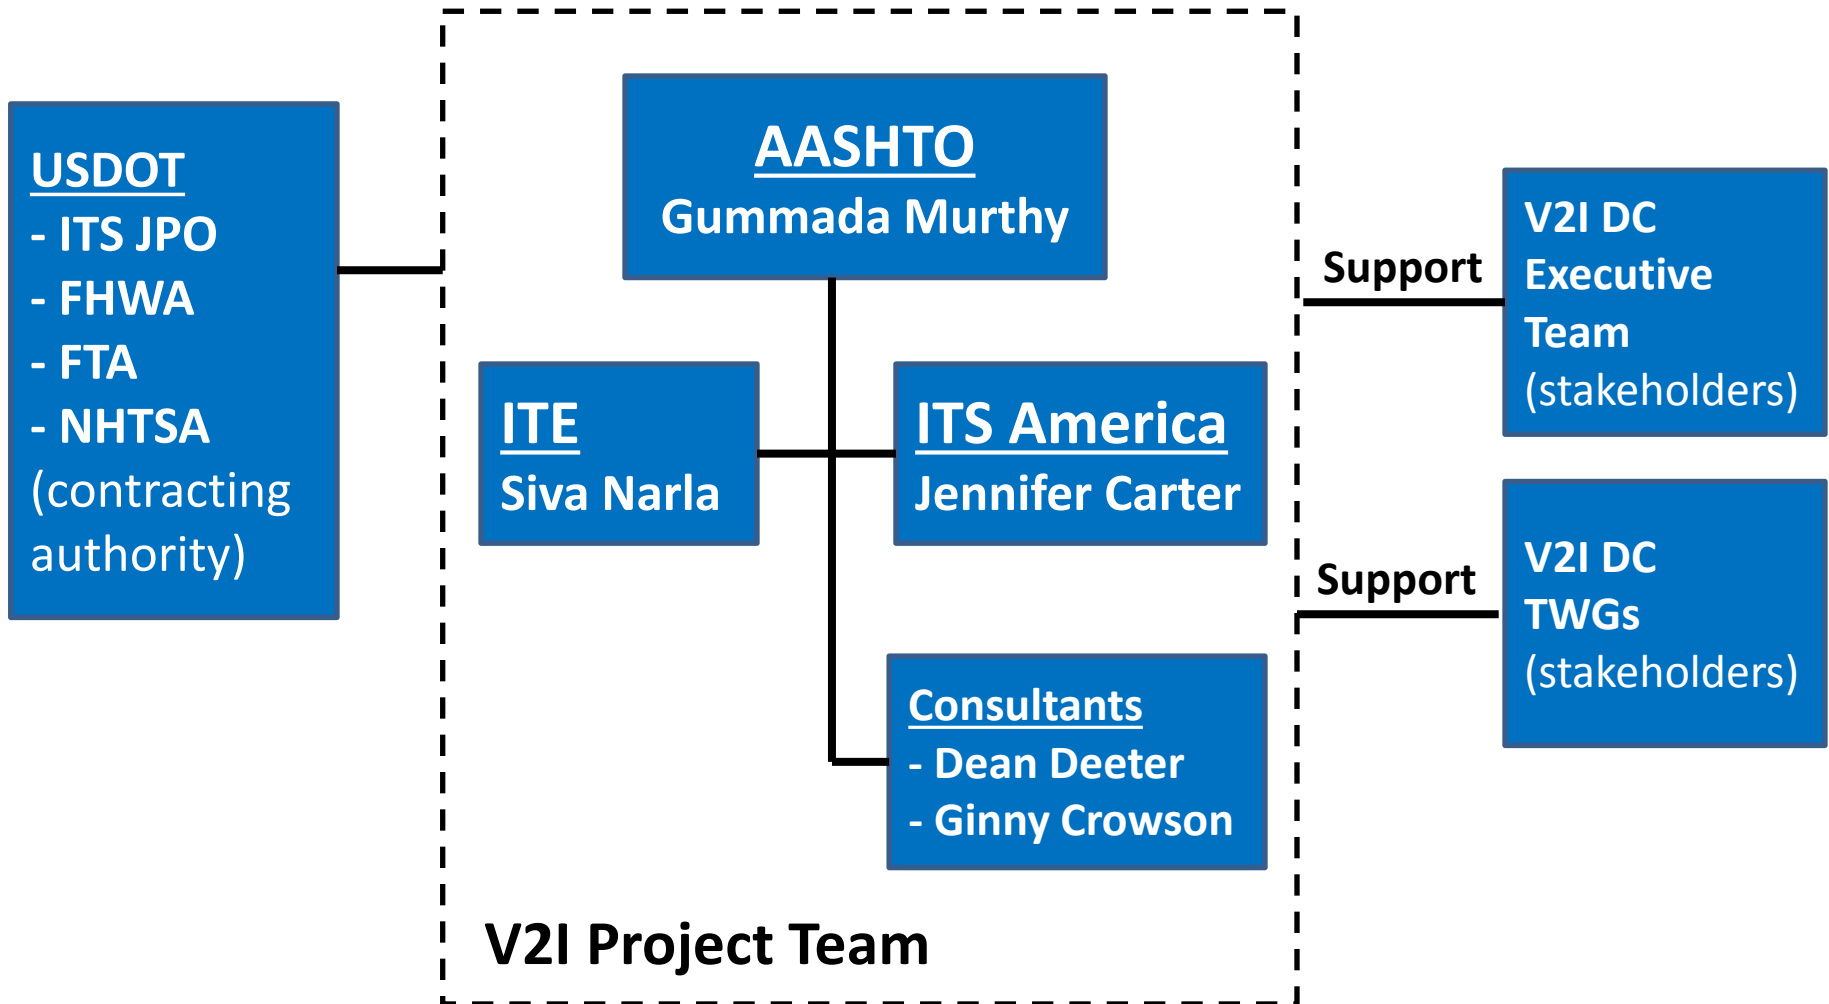 USDOT
- ITS JPO
- FHWA
- FTA
- NHTSA
(contracting
authority)
AASHTO
Gummada Murthy
ITE
Siva Narla
ITS America
Jennifer Carter
Consultants
- Dean Deeter
- Ginny Crowson
V2I Project Team
Support
V2I DC
Executive
Team
(stakeholders)
Support
V2I DC
TWGs
(stakeholders)